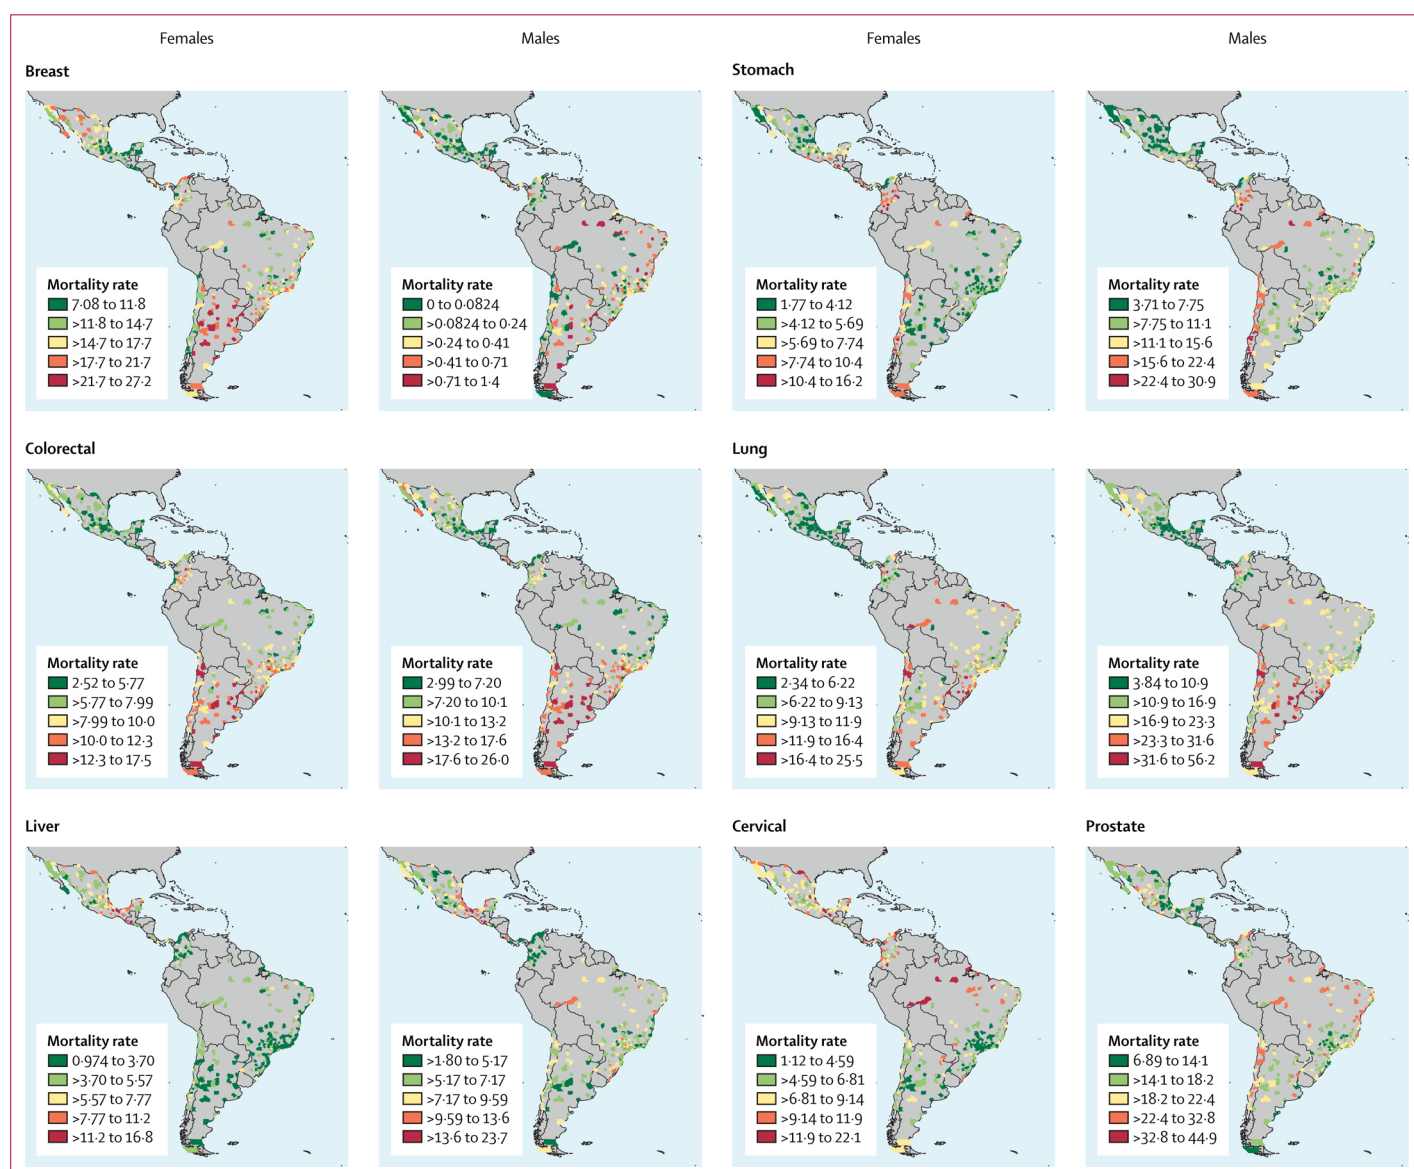 Females Males Females Males
Breast Stomach
Mortality rate
7·08 to 11·8
>11·8 to 14·7
>14·7 to 17·7
>17·7 to 21·7
>21·7 to 27·2
Mortality rate
0 to 0·0824
>0·0824 to 0·24
>0·24 to 0·41
>0·41 to 0·71
>0·71 to 1·4
Mortality rate
1·77 to 4·12
>4·12 to 5·69
>5·69 to 7·74
>7·74 to 10·4
>10·4 to 16·2
Mortality rate
3·71 to 7·75
>7·75 to 11·1
>11·1 to 15·6
>15·6 to 22·4
>22·4 to 30·9
Colorectal Lung
Mortality rate
2·52 to 5·77
>5·77 to 7·99
>7·99 to 10·0
>10·0 to 12·3
>12·3 to 17·5
Mortality rate
2·99 to 7·20
>7·20 to 10·1
>10·1 to 13·2
>13·2 to 17·6
>17·6 to 26·0
Mortality rate
2·34 to 6·22
>6·22 to 9·13
>9·13 to 11·9
>11·9 to 16·4
>16·4 to 25·5
Mortality rate
3·84 to 10·9
>10·9 to 16·9
>16·9 to 23·3
>23·3 to 31·6
>31·6 to 56·2
Liver Cervical Prostate
Mortality rate
0·974 to 3·70
>3·70 to 5·57
>5·57 to 7·77
>7·77 to 11·2
>11·2 to 16·8
Mortality rate
>1·80 to 5·17
>5·17 to 7·17
>7·17 to 9·59
>9·59 to 13·6
>13·6 to 23·7
Mortality rate
1·12 to 4·59
>4·59 to 6·81
>6·81 to 9·14
>9·14 to 11·9
>11·9 to 22·1
Mortality rate
6·89 to 14·1
>14·1 to 18·2
>18·2 to 22·4
>22·4 to 32·8
>32·8 to 44·9